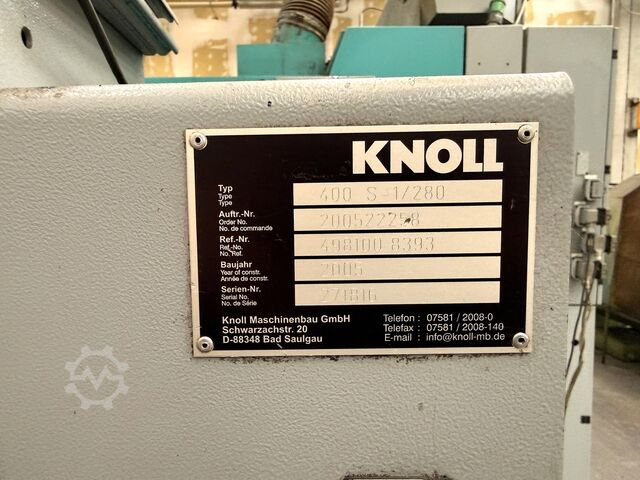 KNOLL
Typ 400 S-1/280
Type
Type
Auftr.-Nr. 200522258
Order No.
No. de commande
Ref.-Nr. 498100 8393
Ref.-No.
No. Ref.
Baujahr 2005
Year of constr.
Année de constr.
Serien-Nr. 271816
Serial No.
No. de Série
Knoll Maschinenbau GmbH
Schwarzachstr. 20
D-88348 Bad Saulgau
Telefon : 07581 / 2008-0
Telefax : 07581 / 2008-140
E-mail : info@knoll-mb.de